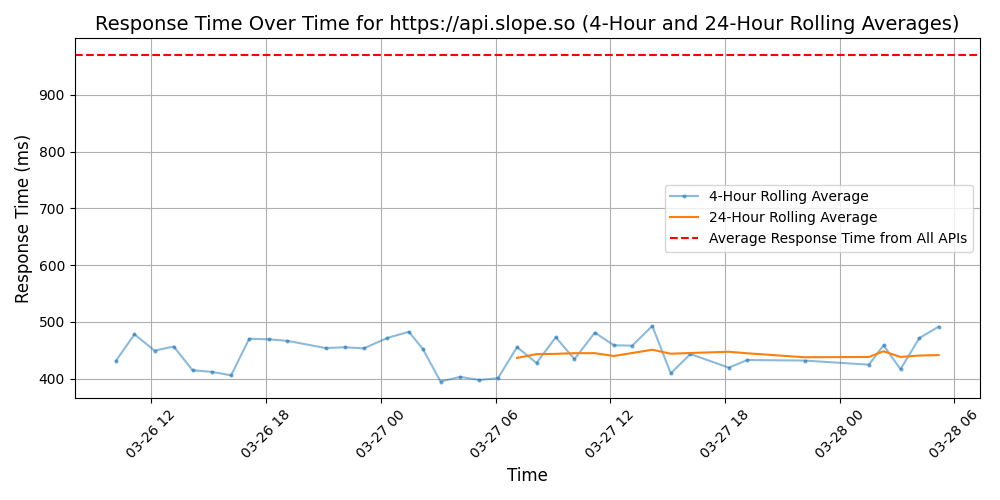 Response Time Over Time for https://api.slope.so (4-Hour and 24-Hour Rolling Averages)
Response Time (ms)
900
800
700
600
500
400
4-Hour Rolling Average
24-Hour Rolling Average
Average Response Time from All APIs
03-26 12
03-26 18
03-27 00
03-27 06
03-27 12
03-27 18
03-28 00
03-28 06
Time